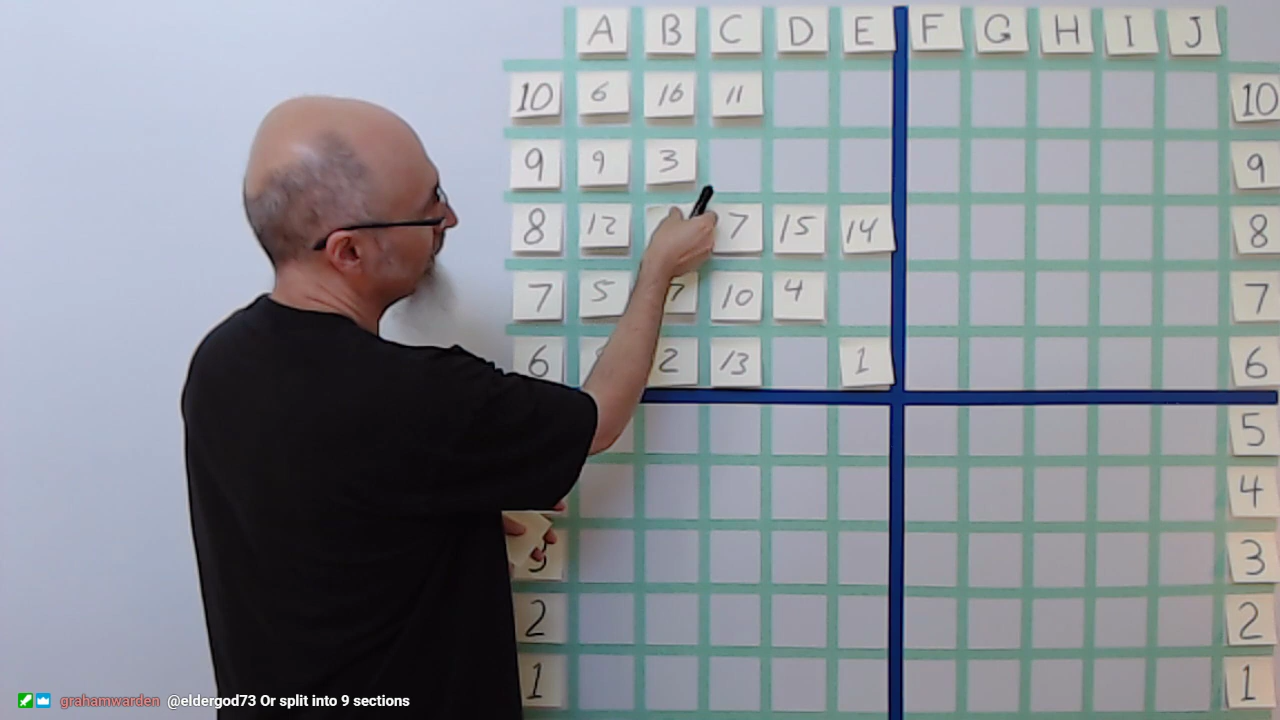 A B C D E F G H I J
10 6 16 11 10
9 9 3 9
8 12 7 15 14 8
7 5 7 10 4 7
6 2 13 1 6
5
4
3 3
2 2
1 1
grahamwarden @eldergod73 Or split into 9 sections